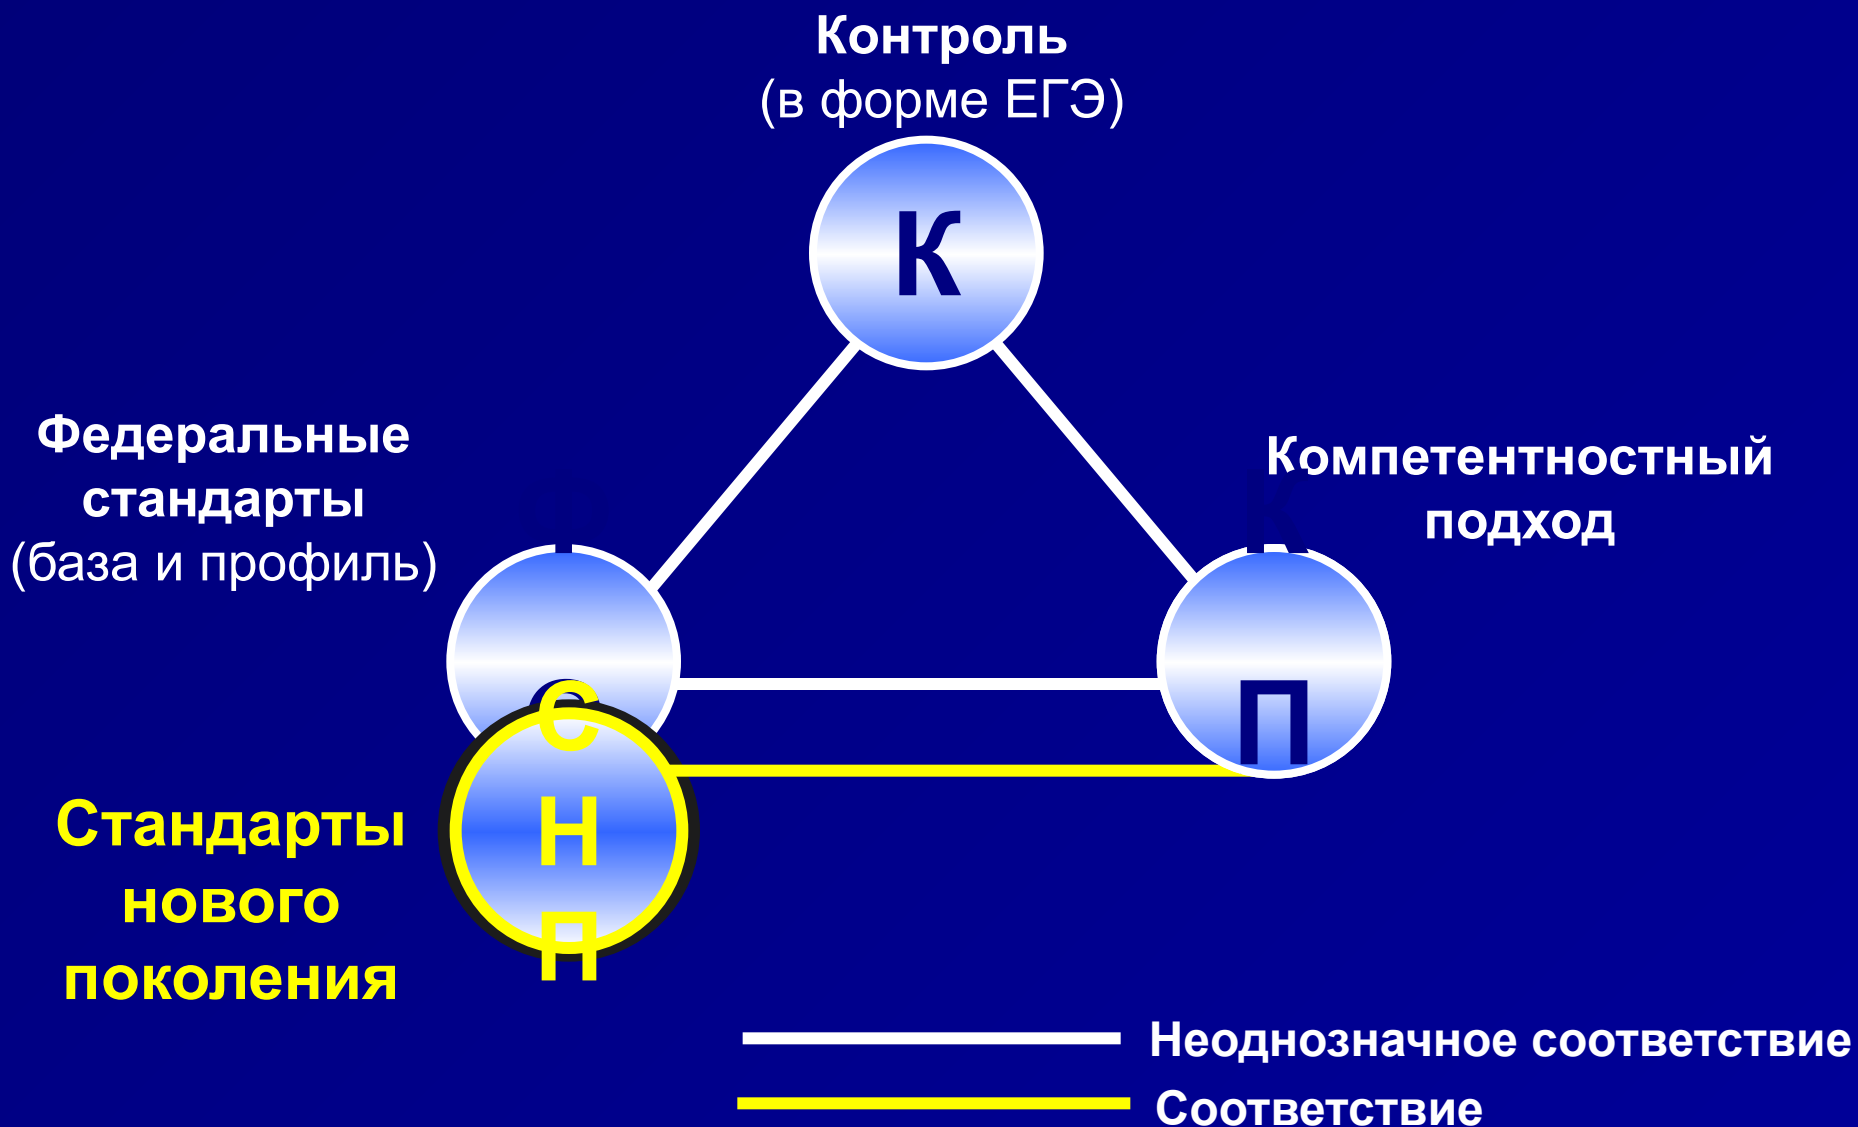 Контроль
(в форме ЕГЭ)
К
Федеральные
стандарты
(база и профиль)
Ф
С
Компетентностный
подход
К
П
С
Н
П
Стандарты
нового
поколения
Неоднозначное соответствие
Соответствие